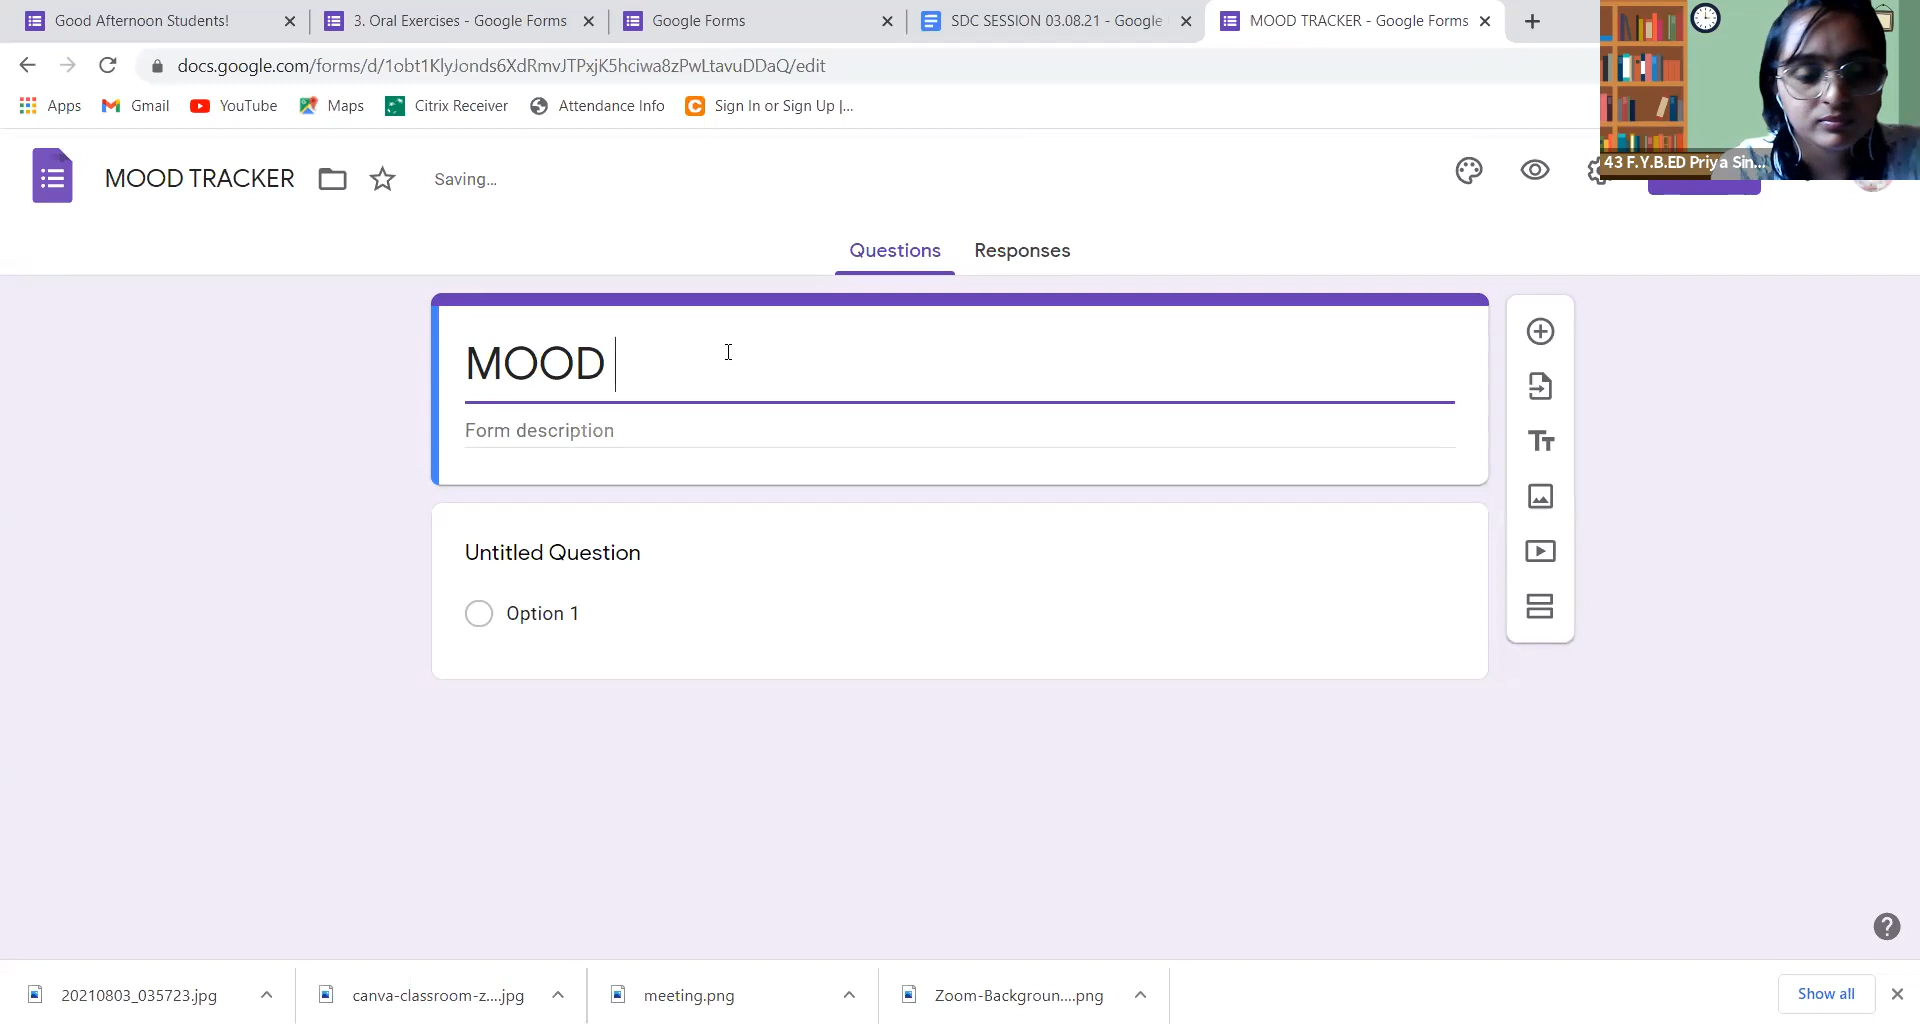 Good Afternoon Students!
3. Oral Exercises - Google Forms
Google Forms
SDC SESSION 03.08.21 - Google
MOOD TRACKER - Google Forms
docs.google.com/forms/d/1obt1KlyJonds6XdRmvJTPxjK5hciwa8zPwLtavuDDaQ/edit
Apps
Gmail
YouTube
Maps
Citrix Receiver
Attendance Info
Sign In or Sign Up |...
43 F.Y.B.ED Priya Sin...
MOOD TRACKER
Saving...
Questions
Responses
MOOD
Form description
Untitled Question
Option 1
20210803_035723.jpg
canva-classroom-z....jpg
meeting.png
Zoom-Backgroun....png
Show all